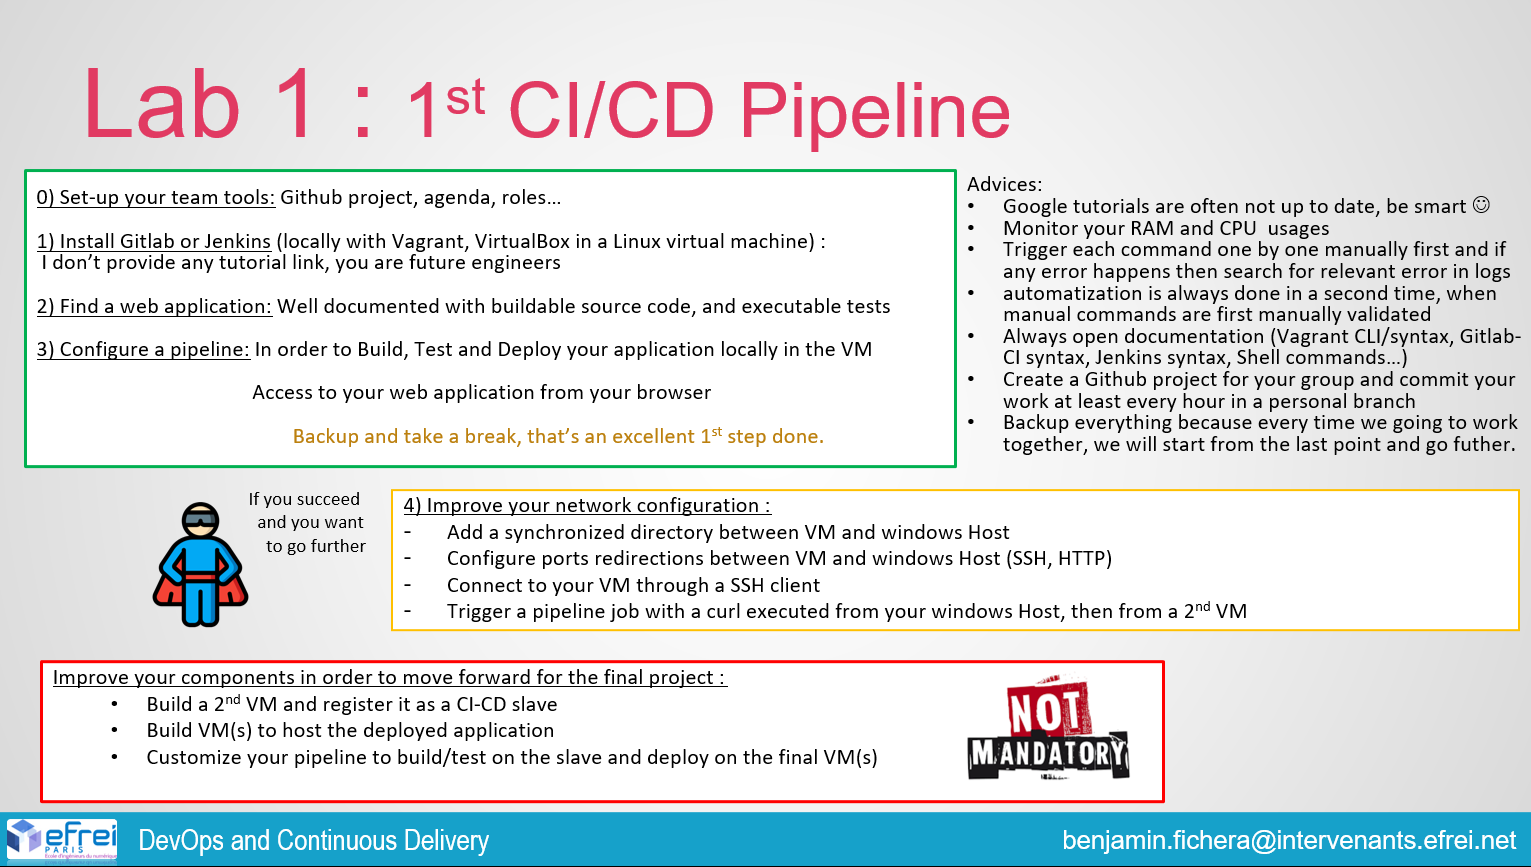 Lab 1 : 1st CI/CD Pipeline
0) Set-up your team tools: Github project, agenda, roles...
1) Install Gitlab or Jenkins (locally with Vagrant, VirtualBox in a Linux virtual machine) :
I don't provide any tutorial link, you are future engineers
2) Find a web application: Well documented with buildable source code, and executable tests
3) Configure a pipeline: In order to Build, Test and Deploy your application locally in the VM
Access to your web application from your browser
Backup and take a break, that's an excellent 1st step done.
Advices:
• Google tutorials are often not up to date, be smart ☺
• Monitor your RAM and CPU usages
• Trigger each command one by one manually first and if
any error happens then search for relevant error in logs
• automatization is always done in a second time, when
manual commands are first manually validated
• Always open documentation (Vagrant CLI/syntax, Gitlab-
CI syntax, Jenkins syntax, Shell commands...)
• Create a Github project for your group and commit your
work at least every hour in a personal branch
• Backup everything because every time we going to work
together, we will start from the last point and go futher.
If you succeed
and you want
to go further
4) Improve your network configuration :
- Add a synchronized directory between VM and windows Host
- Configure ports redirections between VM and windows Host (SSH, HTTP)
- Connect to your VM through a SSH client
- Trigger a pipeline job with a curl executed from your windows Host, then from a 2nd VM
Improve your components in order to move forward for the final project :
• Build a 2nd VM and register it as a CI-CD slave
• Build VM(s) to host the deployed application
• Customize your pipeline to build/test on the slave and deploy on the final VM(s)
NOT
MANDATORY
efrei
PARIS
École d'ingénieurs du numérique
DevOps and Continuous Delivery
benjamin.fichera@intervenants.efrei.net